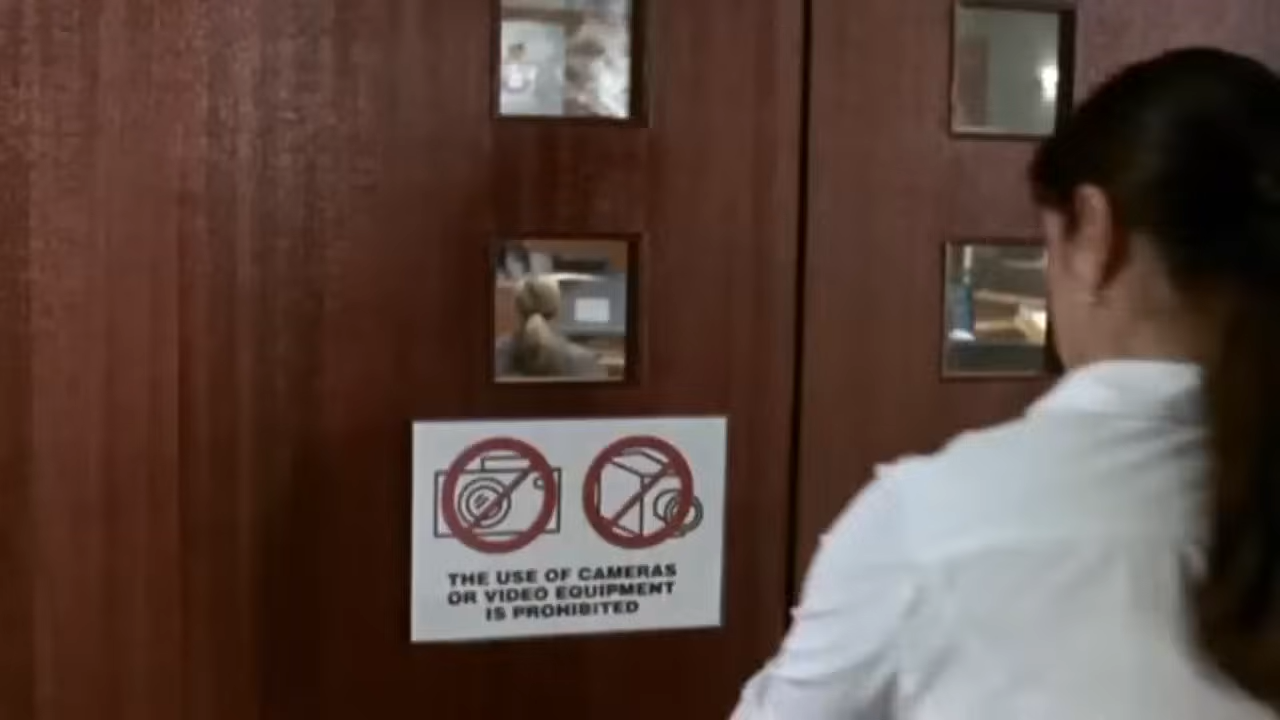 THE USE OF CAMERAS
OR VIDEO EQUIPMENT
IS PROHIBITED